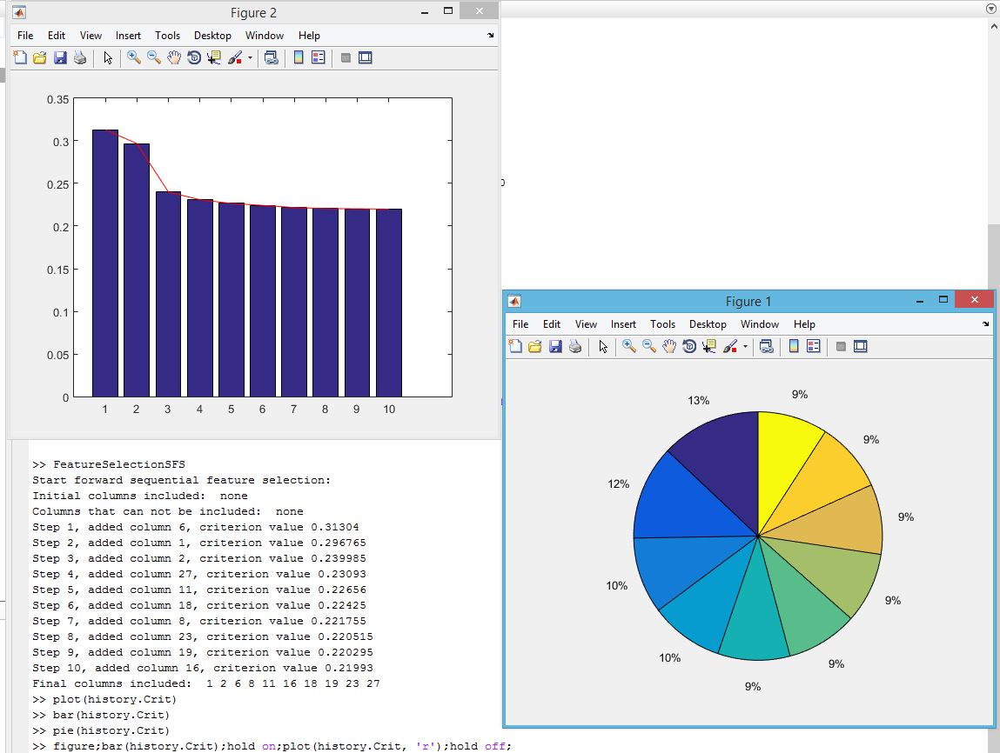 Figure 2
File Edit View Insert Tools Desktop Window Help
0.35
0.3
0.25
0.2
0.15
0.1
0.05
0
1 2 3 4 5 6 7 8 9 10
Figure 1
File Edit View Insert Tools Desktop Window Help
13%
9%
9%
12%
9%
10%
9%
10%
9%
9%
>> FeatureSelectionSFS
Start forward sequential feature selection:
Initial columns included:  none
Columns that can not be included:  none
Step 1, added column 6, criterion value 0.31304
Step 2, added column 1, criterion value 0.296765
Step 3, added column 2, criterion value 0.239985
Step 4, added column 27, criterion value 0.23093
Step 5, added column 11, criterion value 0.22656
Step 6, added column 18, criterion value 0.22425
Step 7, added column 8, criterion value 0.221755
Step 8, added column 23, criterion value 0.220515
Step 9, added column 19, criterion value 0.220295
Step 10, added column 16, criterion value 0.21993
Final columns included:  1 2 6 8 11 16 18 19 23 27
>> plot(history.Crit)
>> bar(history.Crit)
>> pie(history.Crit)
>> figure;bar(history.Crit);hold on;plot(history.Crit, 'r');hold off;